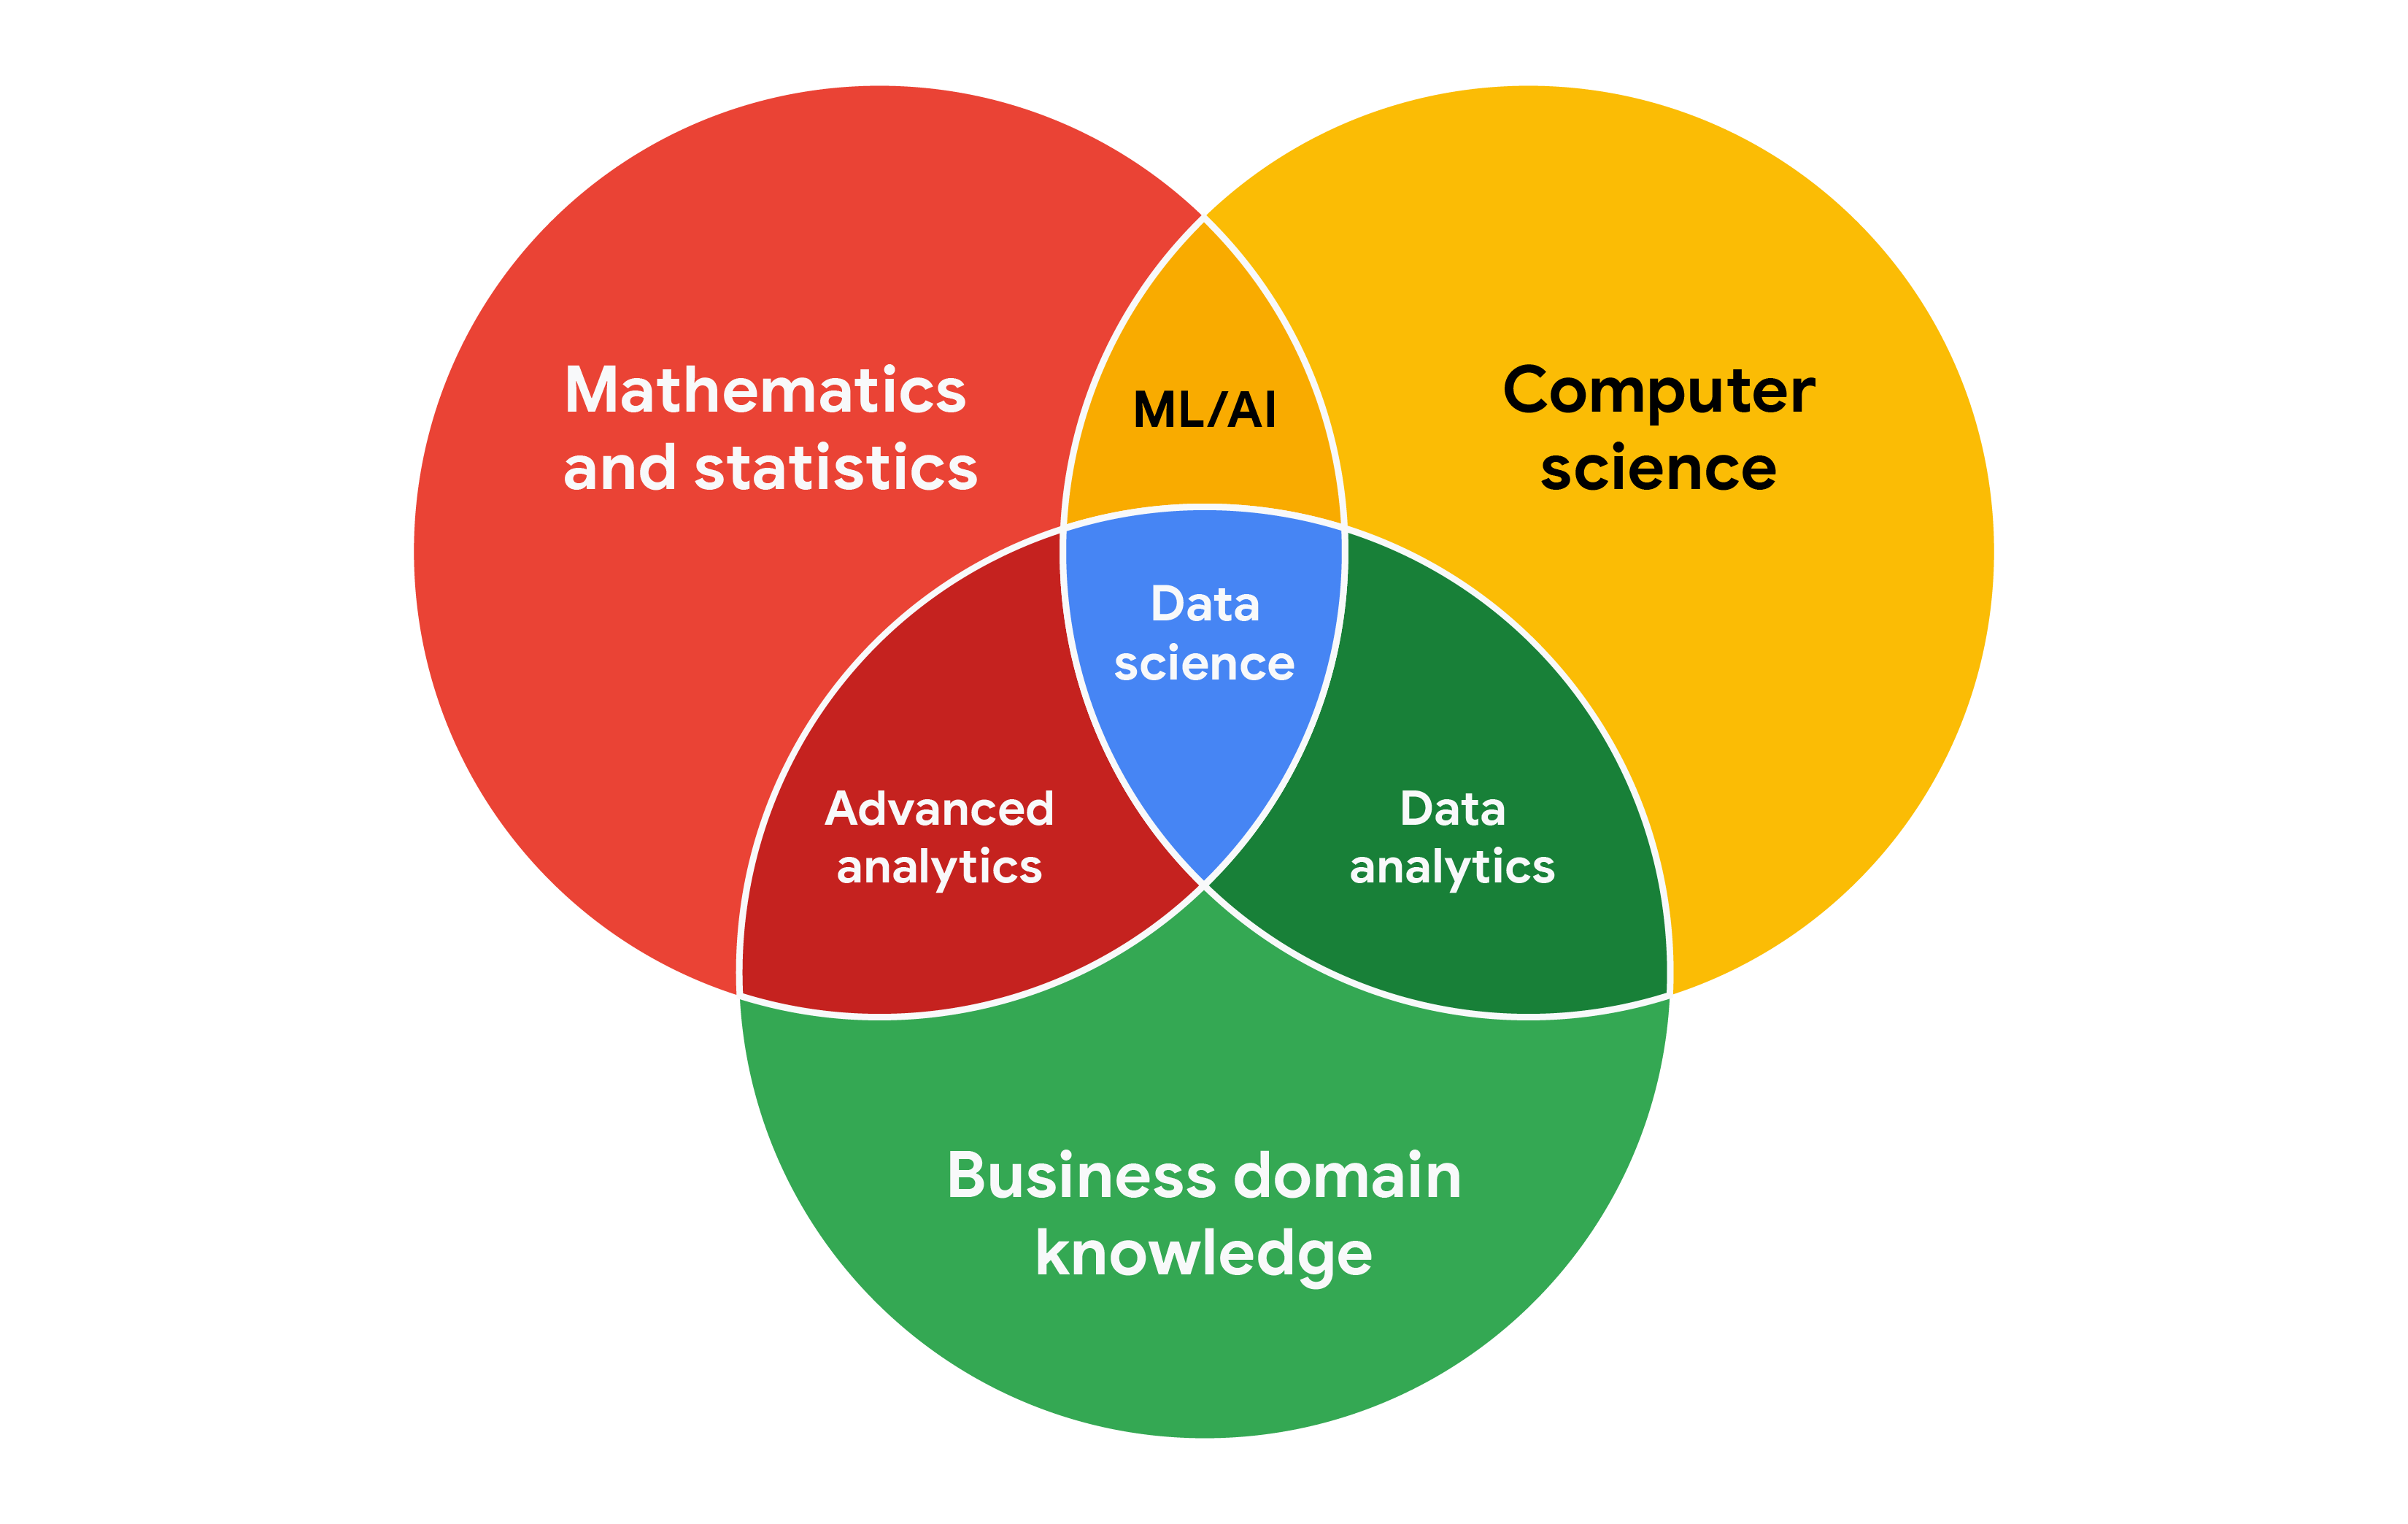 Mathematics
and statistics
Computer
science
ML/AI
Data
science
Advanced
analytics
Data
analytics
Business domain
knowledge